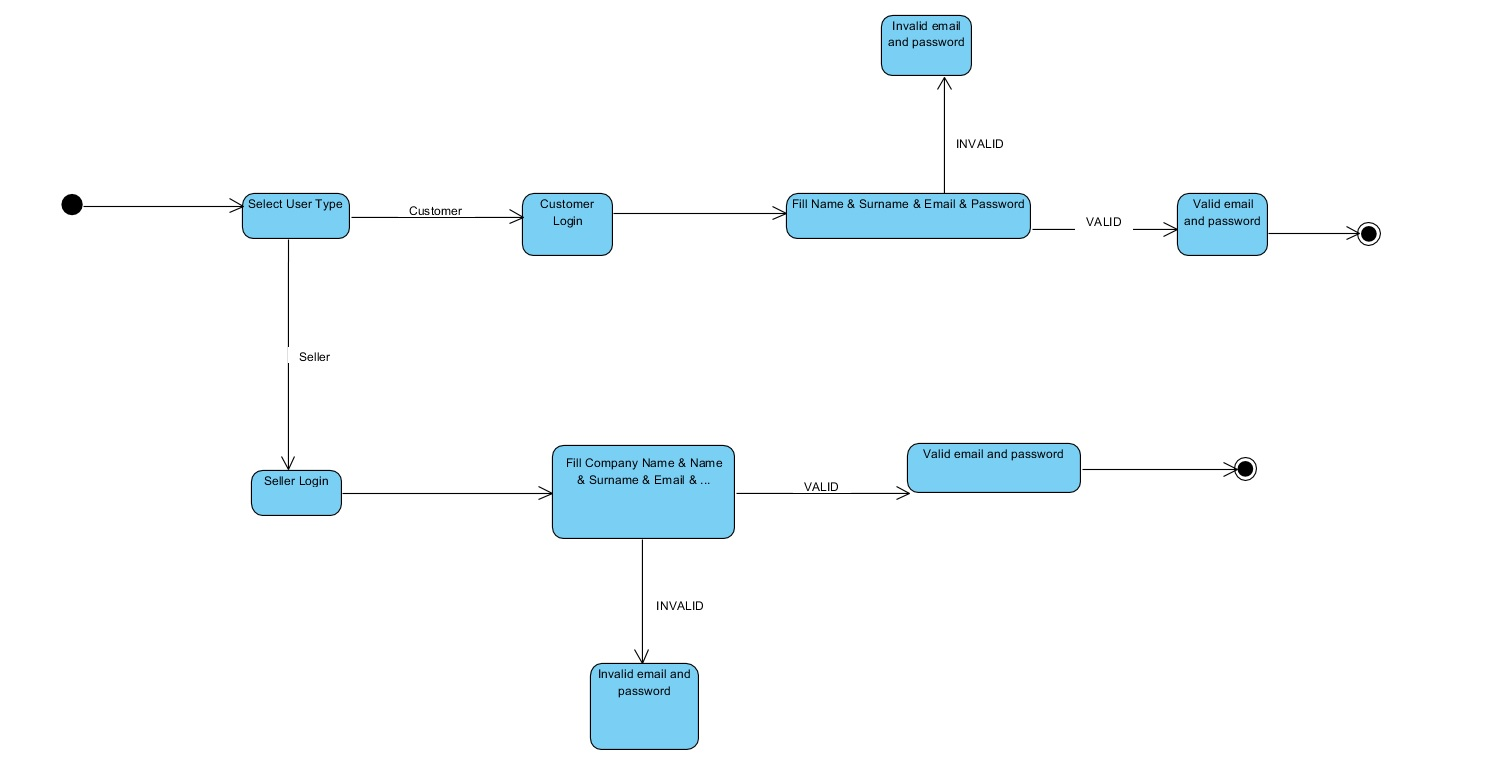 Invalid email
and password
INVALID
Select User Type
Customer
Customer
Login
Fill Name & Surname & Email & Password
VALID
Valid email
and password
Seller
Seller Login
Fill Company Name & Name
& Surname & Email & ...
VALID
Valid email and password
INVALID
Invalid email and
password